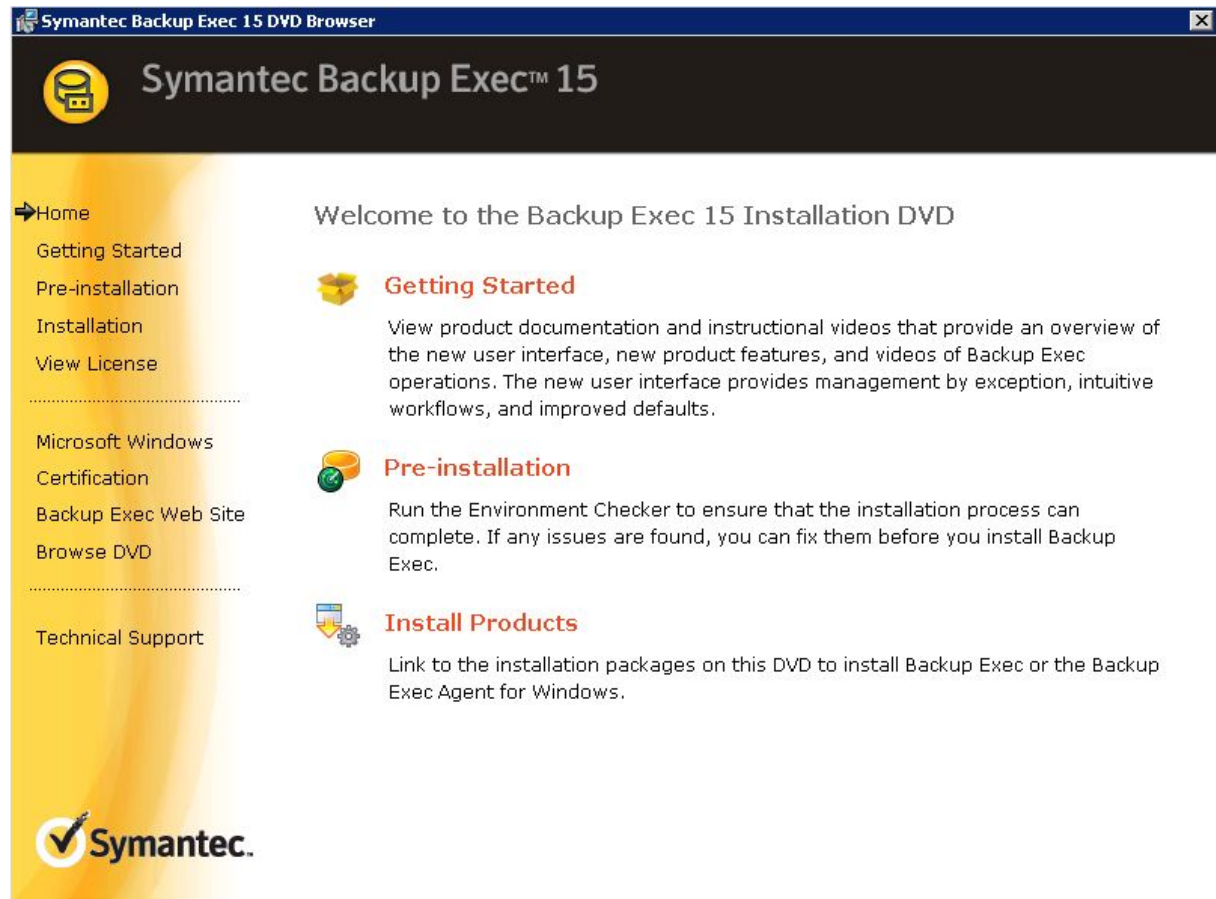 Symantec Backup Exec 15 DVD Browser
Symantec Backup Exec™ 15
Home
Getting Started
Pre-installation
Installation
View License
Microsoft Windows
Certification
Backup Exec Web Site
Browse DVD
Technical Support
Symantec.
Welcome to the Backup Exec 15 Installation DVD
Getting Started
View product documentation and instructional videos that provide an overview of
the new user interface, new product features, and videos of Backup Exec
operations. The new user interface provides management by exception, intuitive
workflows, and improved defaults.
Pre-installation
Run the Environment Checker to ensure that the installation process can
complete. If any issues are found, you can fix them before you install Backup
Exec.
Install Products
Link to the installation packages on this DVD to install Backup Exec or the Backup
Exec Agent for Windows.